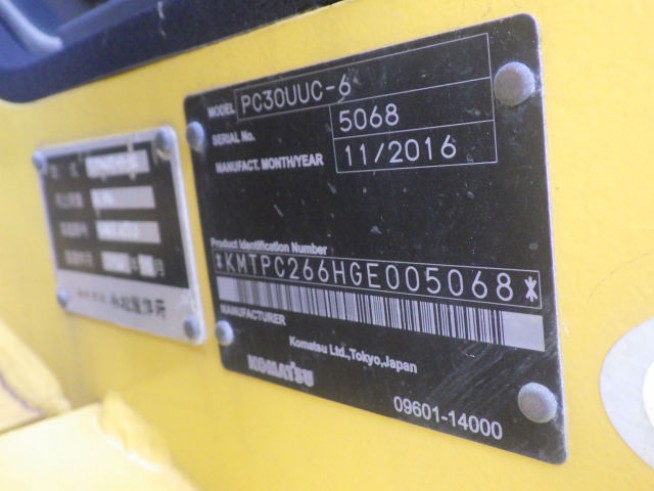 MODEL PC30UUC-6
SERIAL No. 5068
MANUFACT. MONTH/YEAR 11/2016
Product Identification Number
*KMTPC266HGE005068*
MANUFACTURER
Komatsu Ltd.,Tokyo,Japan
KOMATSU
09601-14000